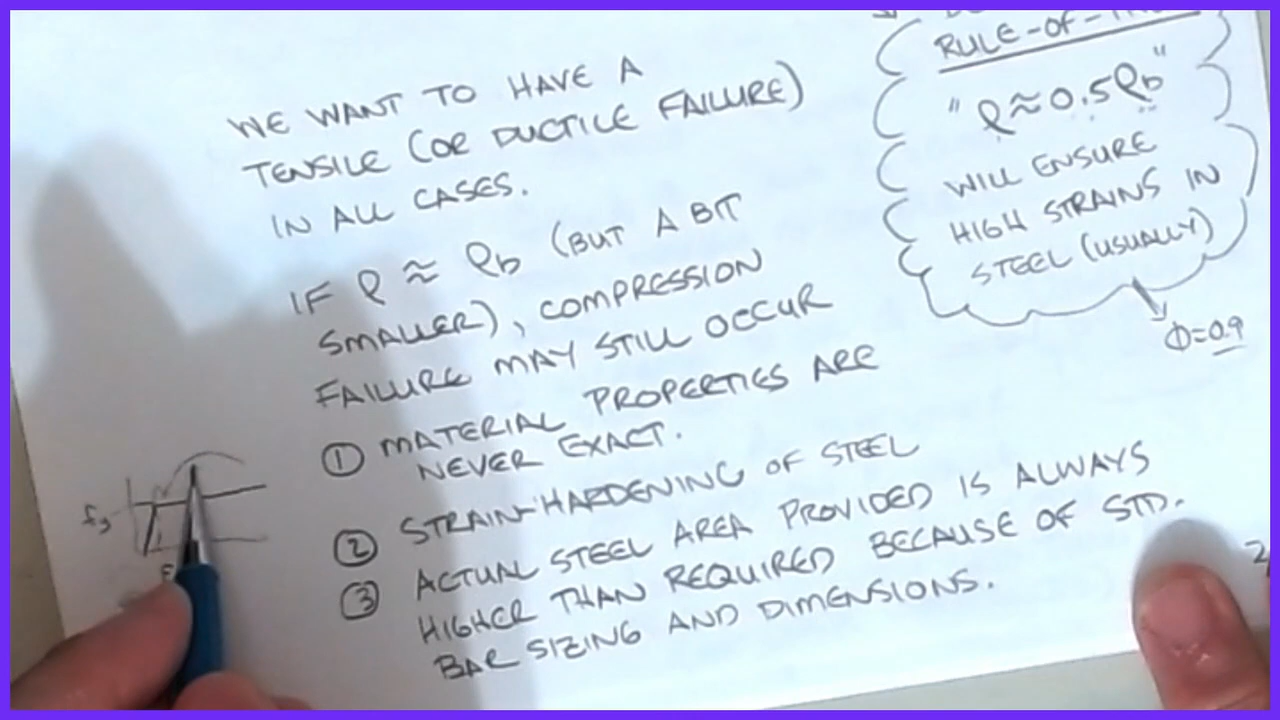 WE WANT TO HAVE A
TENSILE (OR DUCTILE FAILURE)
IN ALL CASES.
IF ρ ≈ ρb (BUT A BIT
SMALLER), COMPRESSION
FAILURE MAY STILL OCCUR
① MATERIAL PROPERTIES ARE
NEVER EXACT.
② STRAIN-HARDENING OF STEEL
③ ACTUAL STEEL AREA PROVIDED IS ALWAYS
HIGHER THAN REQUIRED BECAUSE OF STD.
BAR SIZING AND DIMENSIONS.
RULE-OF-
"ρ≈0.5ρb"
WILL ENSURE
HIGH STRAINS IN
STEEL (USUALLY)
Φ=0.9
fy